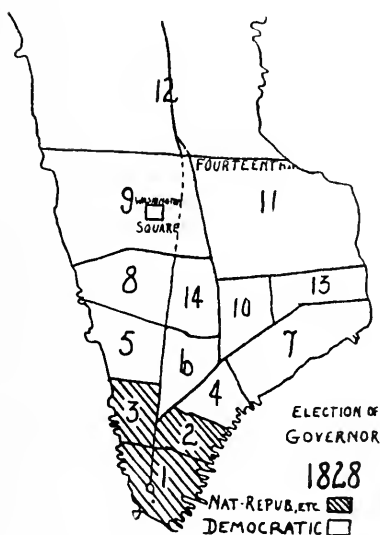 12
FOURTEENTH
9
WASHINGTON
SQUARE
11
8
14
10
13
5
6
7
3
4
2
1
ELECTION OF
GOVERNOR
1828
NAT-REPUB, ETC
DEMOCRATIC